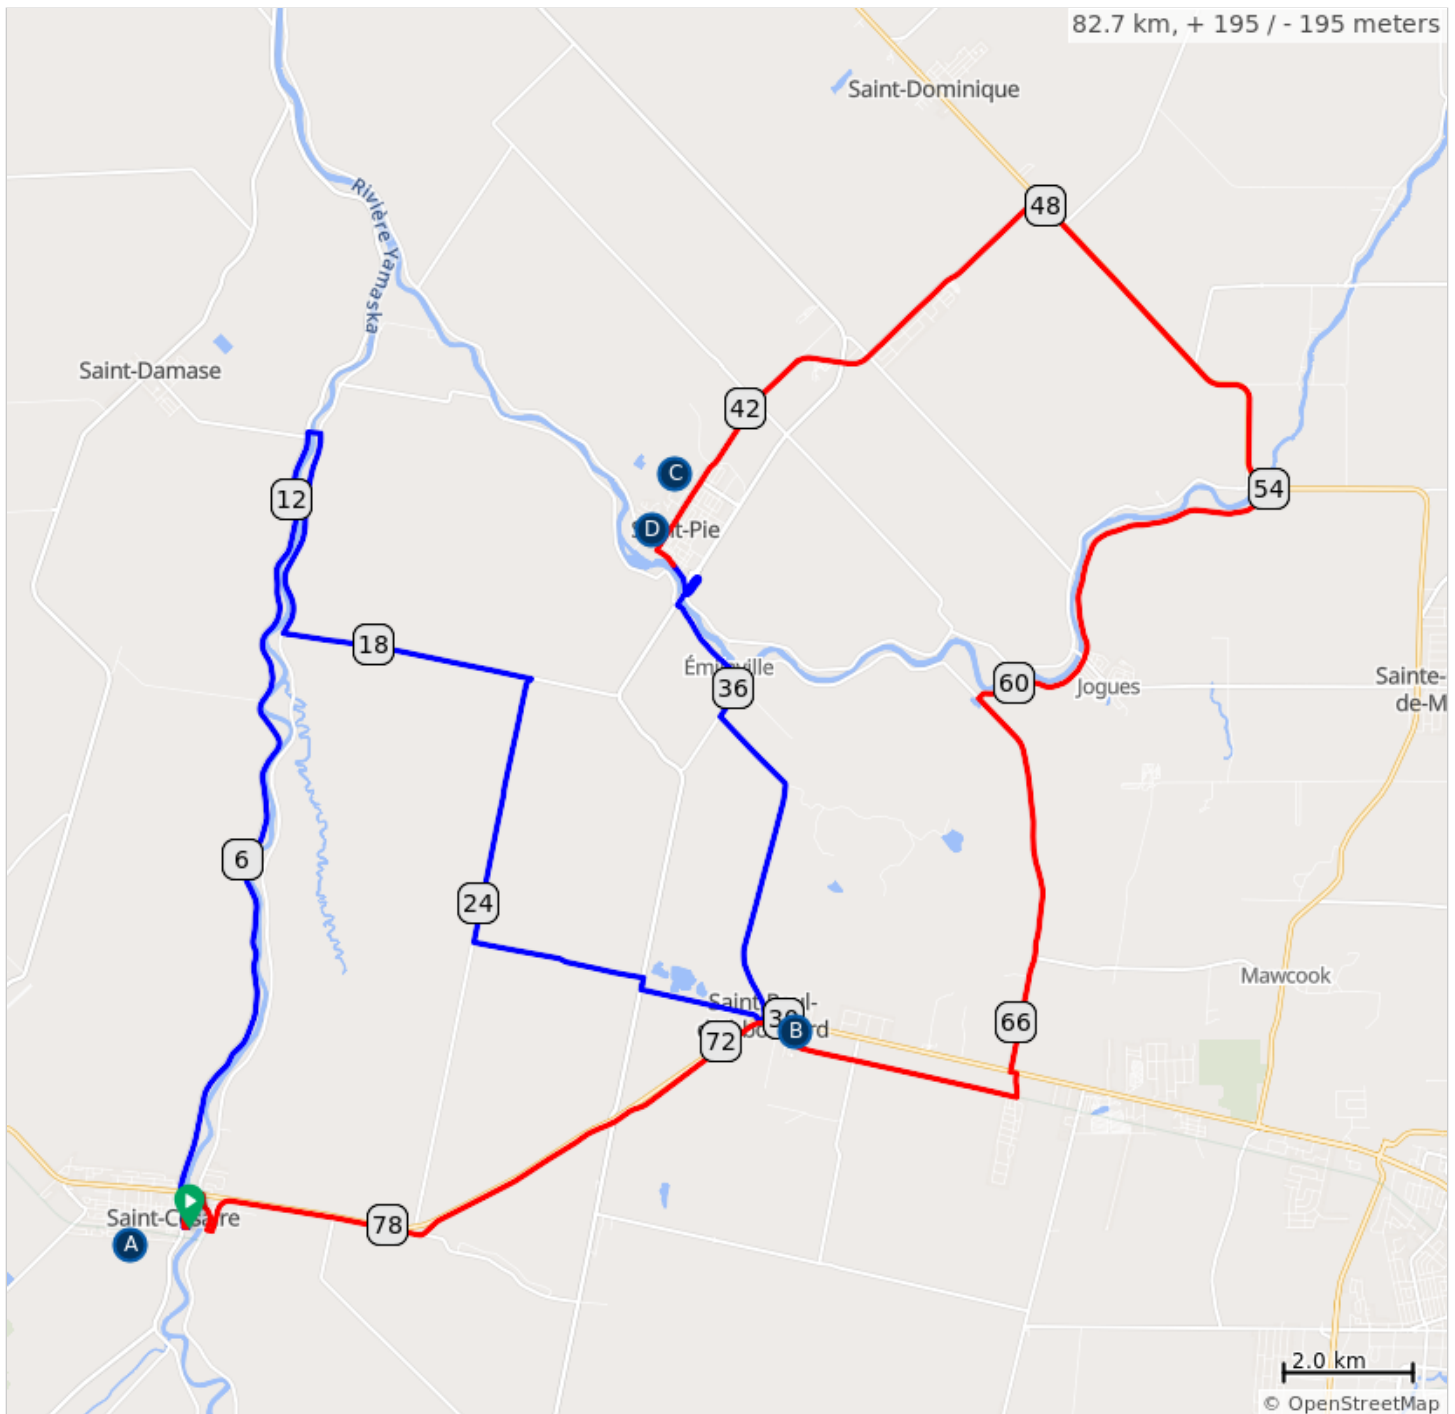 82.7 km, + 195 / - 195 meters
Saint-Dominique
Rivière Yamaska
48
Saint-Damase
42
C
12
54
D
18
60
Jogues
Sainte-
de-M
36
6
24
Mawcook
66
B
72
78
A
2.0 km
© OpenStreetMap